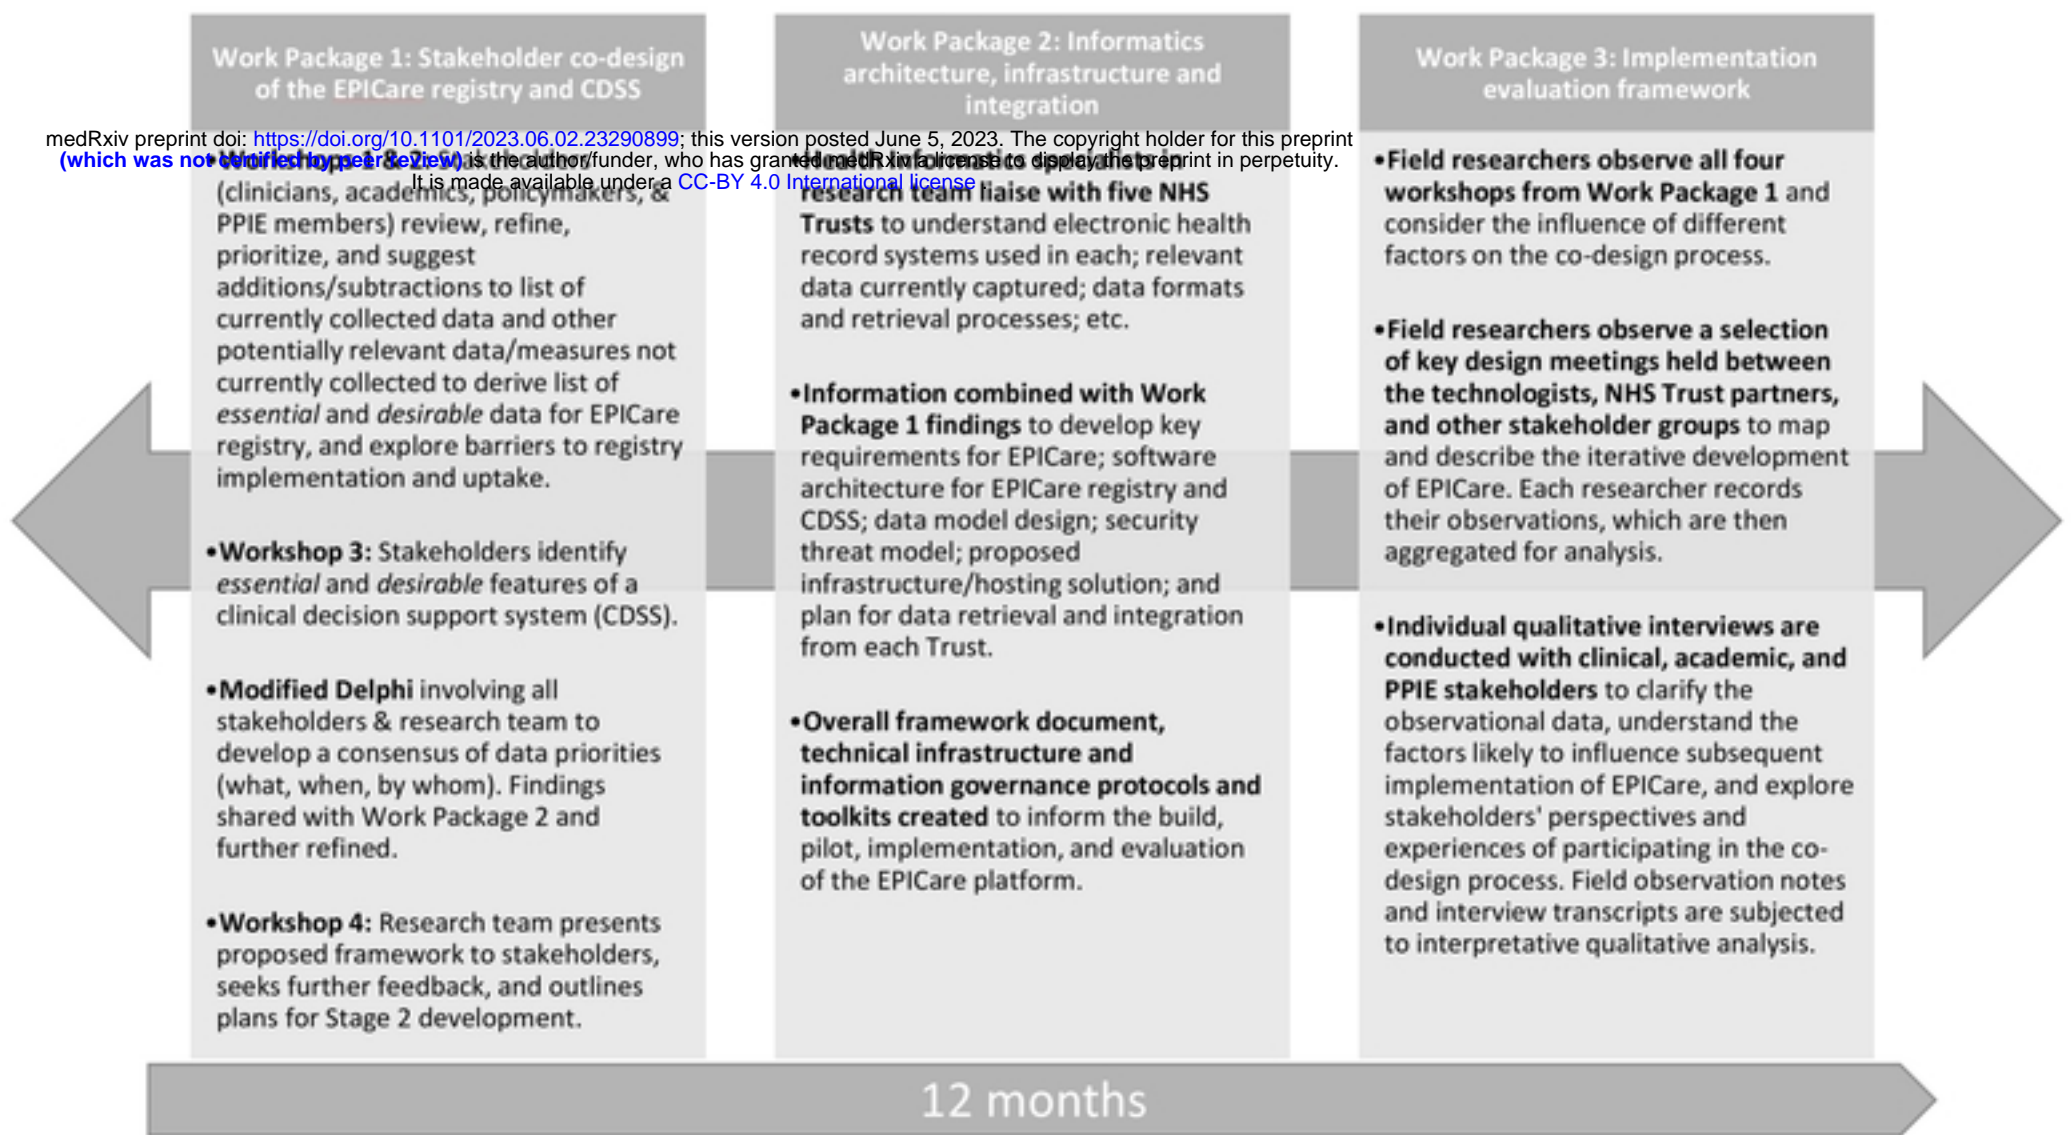 Work Package 1: Stakeholder co-design
of the EPICare registry and CDSS
medRxiv preprint doi: https://doi.org/10.1101/2023.06.02.23290899; this version posted June 5, 2023. The copyright holder for this preprint
(which was not certified by peer review) is the author/funder, who has granted medRxiv a license to display the preprint in perpetuity.
It is made available under a CC-BY 4.0 International license .
•Workshops 1 & 2: Stakeholders
(clinicians, academics, policymakers, &
PPIE members) review, refine,
prioritize, and suggest
additions/subtractions to list of
currently collected data and other
potentially relevant data/measures not
currently collected to derive list of
essential and desirable data for EPICare
registry, and explore barriers to registry
implementation and uptake.
•Workshop 3: Stakeholders identify
essential and desirable features of a
clinical decision support system (CDSS).
•Modified Delphi involving all
stakeholders & research team to
develop a consensus of data priorities
(what, when, by whom). Findings
shared with Work Package 2 and
further refined.
•Workshop 4: Research team presents
proposed framework to stakeholders,
seeks further feedback, and outlines
plans for Stage 2 development.
Work Package 2: Informatics
architecture, infrastructure and
integration
•Health informatics specialists in
research team liaise with five NHS
Trusts to understand electronic health
record systems used in each; relevant
data currently captured; data formats
and retrieval processes; etc.
•Information combined with Work
Package 1 findings to develop key
requirements for EPICare; software
architecture for EPICare registry and
CDSS; data model design; security
threat model; proposed
infrastructure/hosting solution; and
plan for data retrieval and integration
from each Trust.
•Overall framework document,
technical infrastructure and
information governance protocols and
toolkits created to inform the build,
pilot, implementation, and evaluation
of the EPICare platform.
Work Package 3: Implementation
evaluation framework
•Field researchers observe all four
workshops from Work Package 1 and
consider the influence of different
factors on the co-design process.
•Field researchers observe a selection
of key design meetings held between
the technologists, NHS Trust partners,
and other stakeholder groups to map
and describe the iterative development
of EPICare. Each researcher records
their observations, which are then
aggregated for analysis.
•Individual qualitative interviews are
conducted with clinical, academic, and
PPIE stakeholders to clarify the
observational data, understand the
factors likely to influence subsequent
implementation of EPICare, and explore
stakeholders' perspectives and
experiences of participating in the co-
design process. Field observation notes
and interview transcripts are subjected
to interpretative qualitative analysis.
12 months